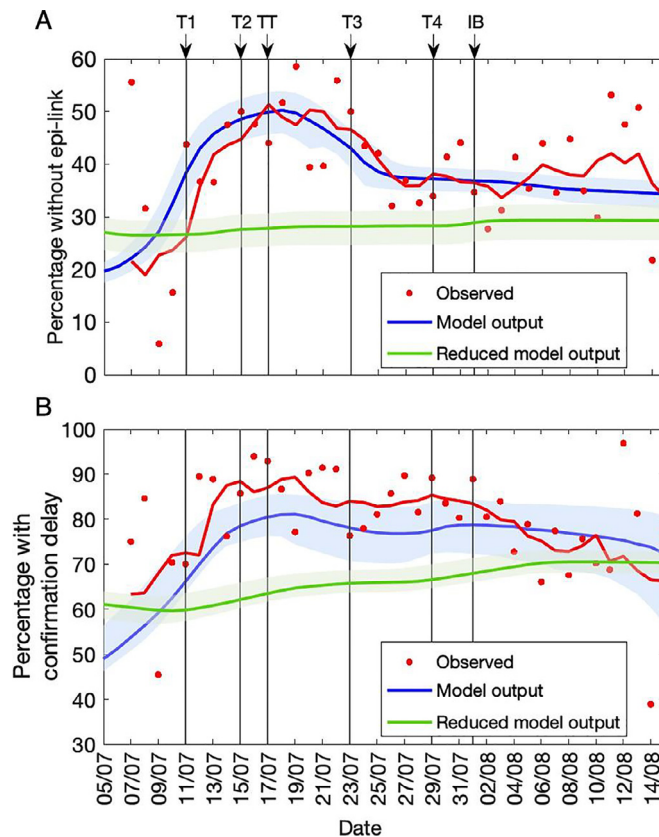 A
T1 T2 TT T3 T4 IB
Percentage without epi-link
60
50
40
30
20
10
0
Observed
Model output
Reduced model output
B
Percentage with
confirmation delay
100
90
80
70
60
50
40
30
Observed
Model output
Reduced model output
05/07 07/07 09/07 11/07 13/07 15/07 17/07 19/07 21/07 23/07 25/07 27/07 29/07 31/07 02/08 04/08 06/08 08/08 10/08 12/08 14/08
Date